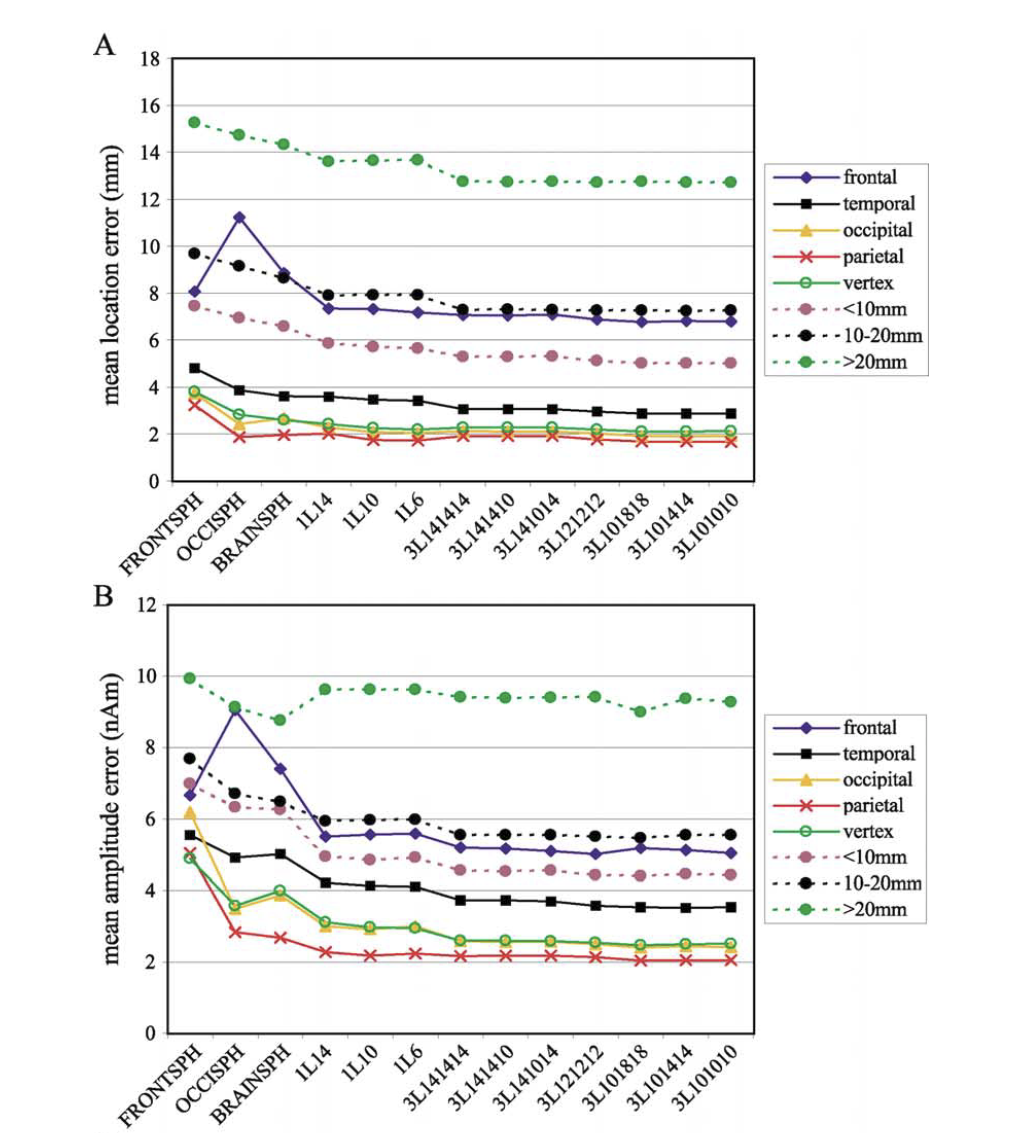 A
18
16
14
12
10
8
6
4
2
0
mean location error (mm)
FRONTSPH
OCCISPH
BRAINSPH
1L14
1L10
1L6
3L141414
3L141410
3L141014
3L121212
3L101818
3L101414
3L101010
frontal
temporal
occipital
parietal
vertex
<10mm
10-20mm
>20mm
B
12
10
8
6
4
2
0
mean amplitude error (nAm)
FRONTSPH
OCCISPH
BRAINSPH
1L14
1L10
1L6
3L141414
3L141410
3L141014
3L121212
3L101818
3L101414
3L101010
frontal
temporal
occipital
parietal
vertex
<10mm
10-20mm
>20mm